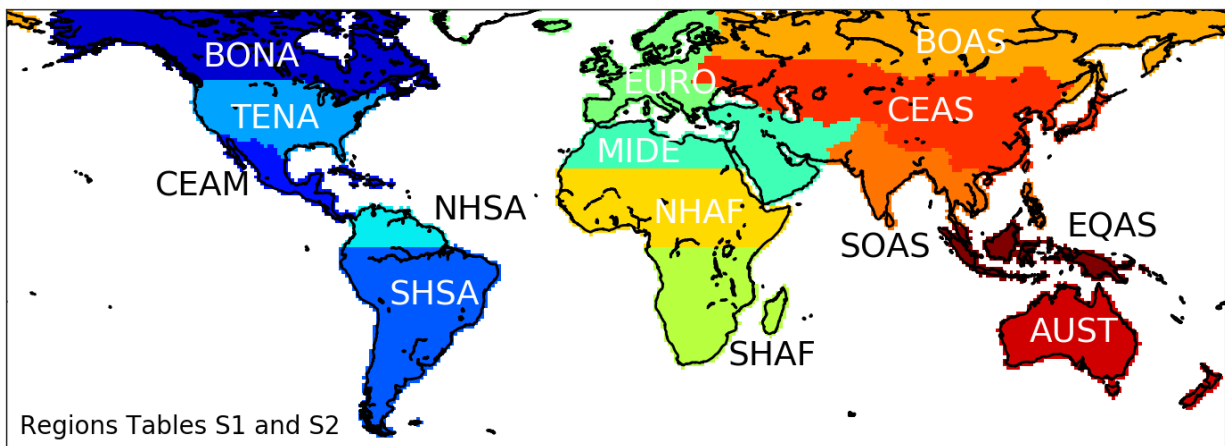 BONA
BOAS
EURO
TENA
CEAS
MIDE
CEAM
NHSA
NHAF
EQAS
SOAS
SHSA
AUST
SHAF
Regions Tables S1 and S2